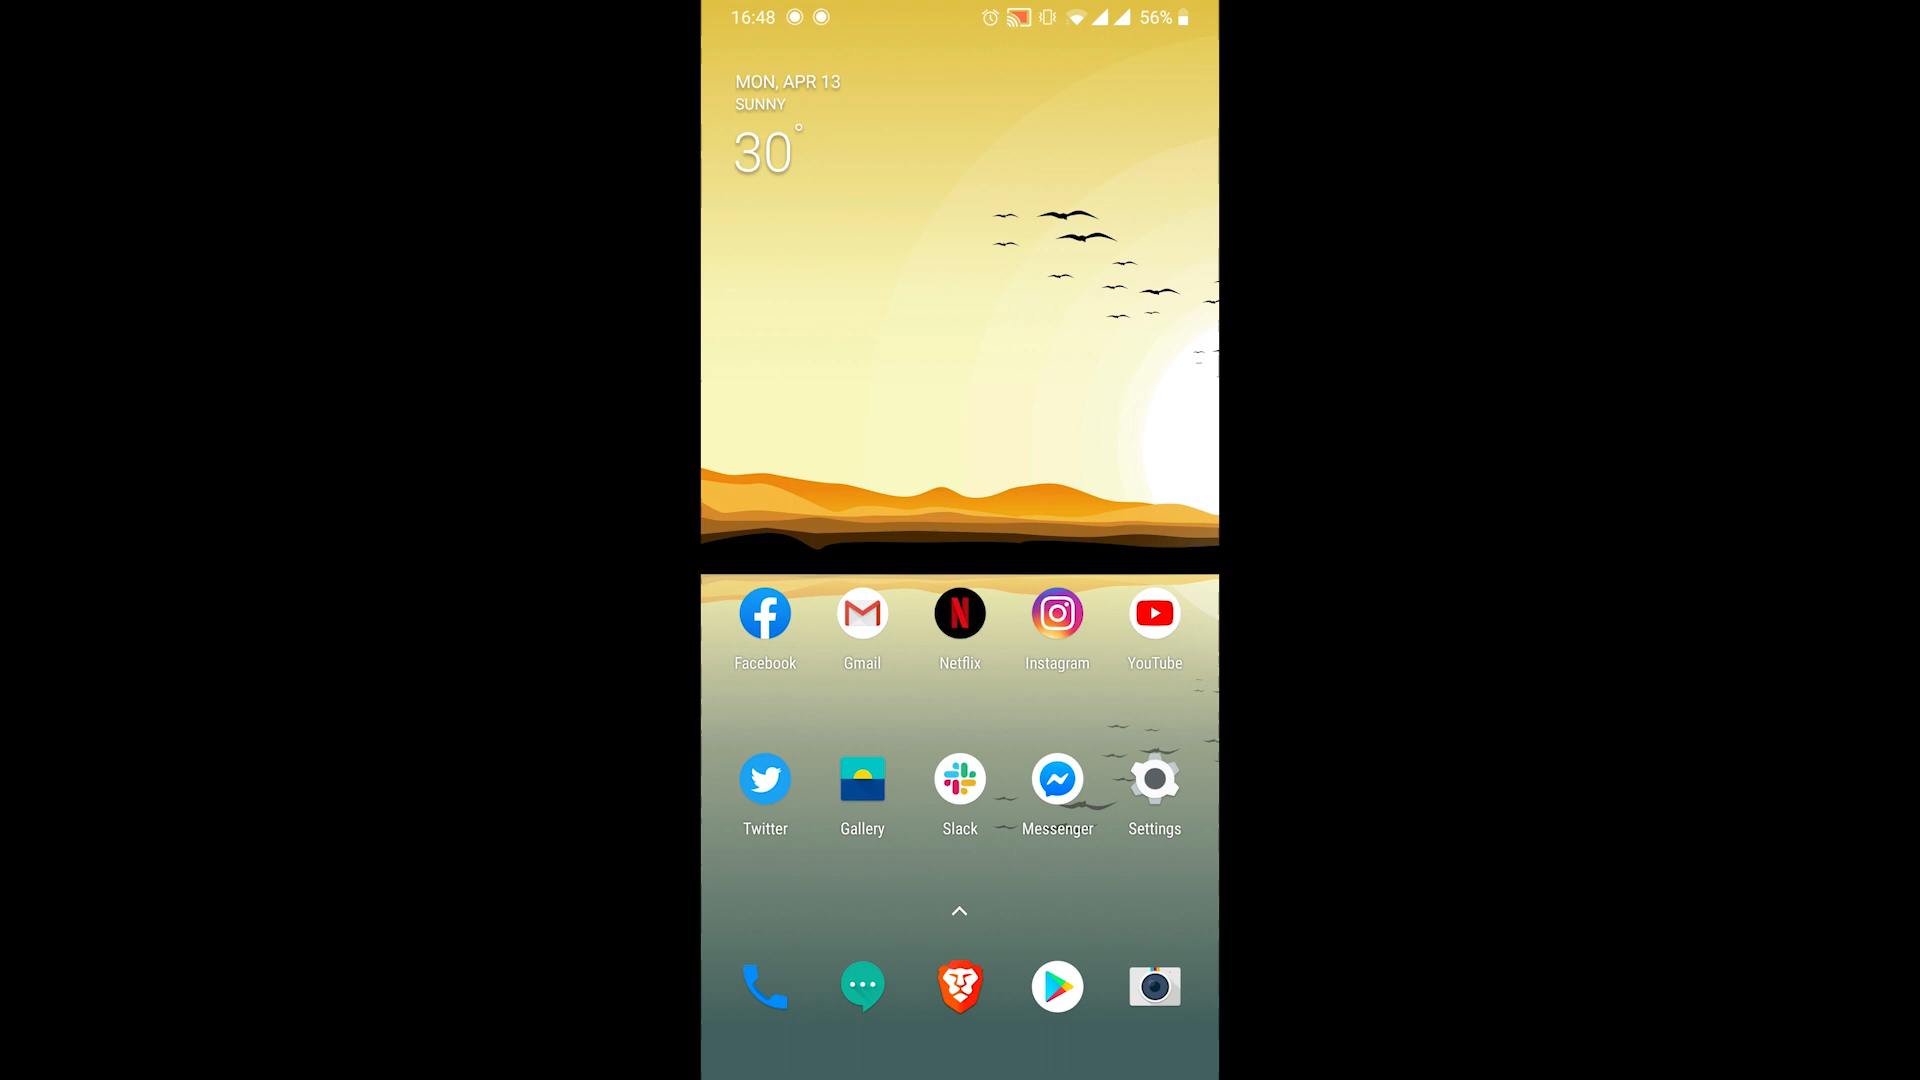 16:48 56%
MON, APR 13
SUNNY
30°
Facebook Gmail Netflix Instagram YouTube
Twitter Gallery Slack Messenger Settings